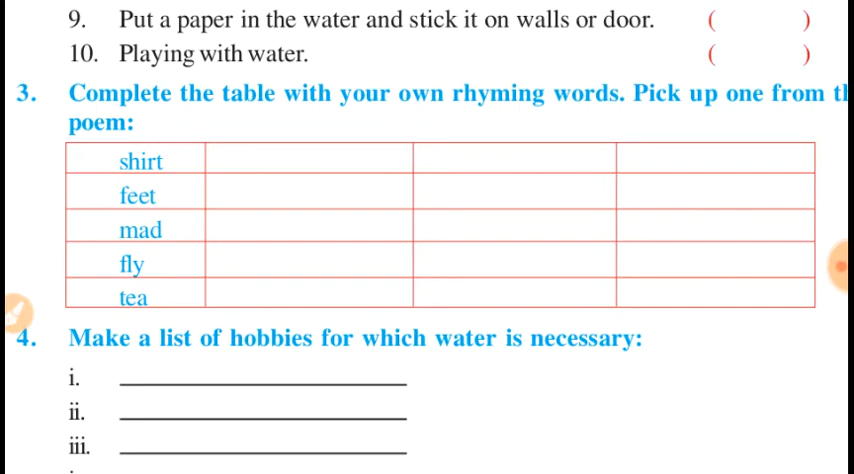 9. Put a paper in the water and stick it on walls or door. ( )
10. Playing with water. ( )
3. Complete the table with your own rhyming words. Pick up one from
poem:
shirt
feet
mad
fly
tea
4. Make a list of hobbies for which water is necessary:
i.
ii.
iii.